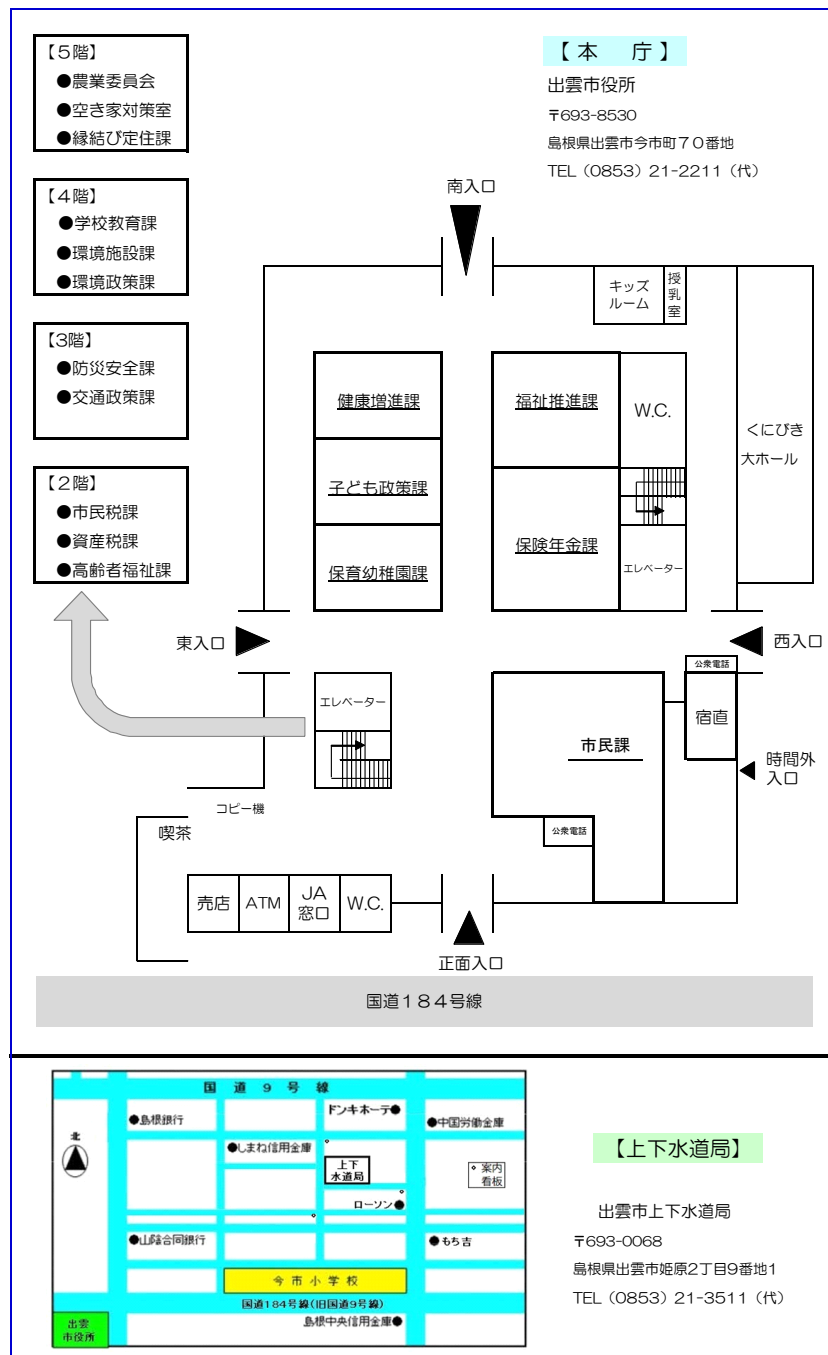 【5階】
●農業委員会
●空き家対策室
●縁結び定住課
【4階】
●学校教育課
●環境施設課
●環境政策課
【3階】
●防災安全課
●交通政策課
【2階】
●市民税課
●資産税課
●高齢者福祉課
【本 庁】
出雲市役所
〒693-8530
島根県出雲市今市町70番地
TEL(0853)21-2211(代)
南入口
キッズ
ルーム
授乳室
健康増進課
福祉推進課
W.C.
くにびき
大ホール
子ども政策課
保険年金課
保育幼稚園課
エレベーター
東入口
西入口
公衆電話
エレベーター
宿直
市民課
時間外
入口
コピー機
喫茶
公衆電話
売店
ATM
JA
窓口
W.C.
正面入口
国道184号線
国道9号線
北
●島根銀行
ドンキホーテ●
●中国労働金庫
●しまね信用金庫
上下
水道局
案内
看板
ローソン●
●山陰合同銀行
●もち吉
今市小学校
国道184号線(旧国道9号線)
出雲
市役所
島根中央信用金庫●
【上下水道局】
出雲市上下水道局
〒693-0068
島根県出雲市姫原2丁目9番地1
TEL(0853)21-3511(代)